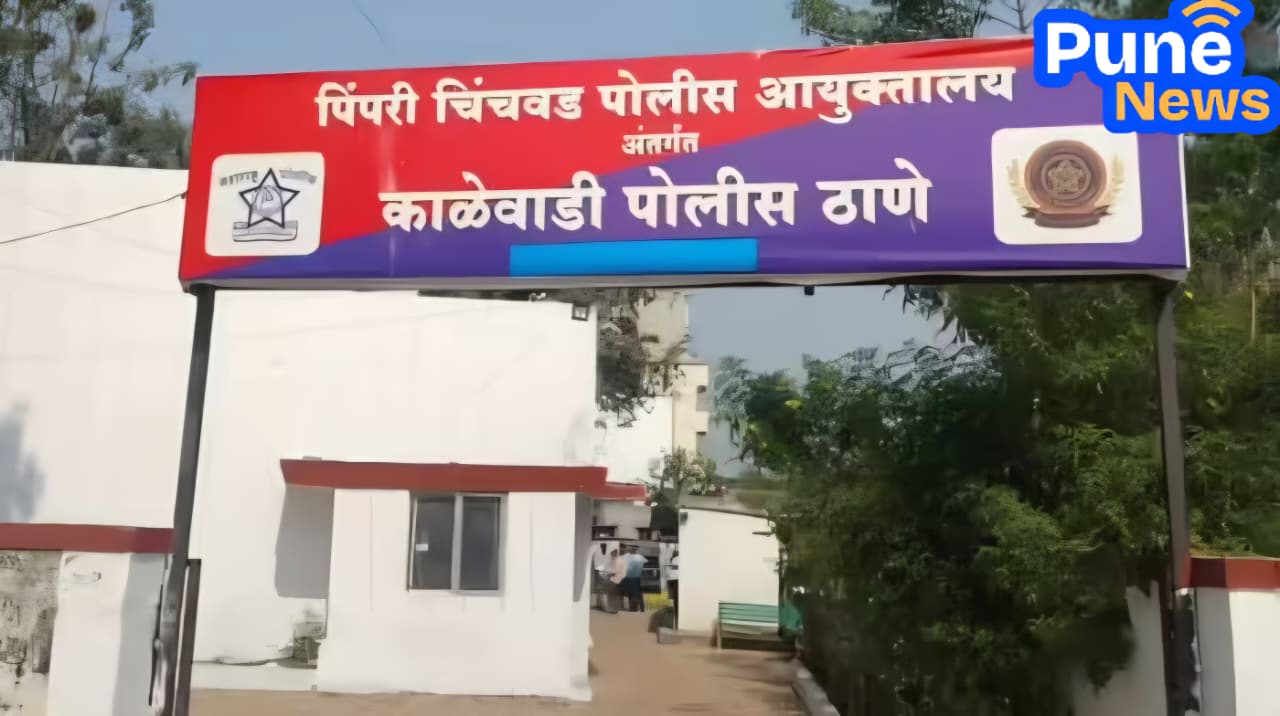 Pune
News
पिंपरी चिंचवड पोलीस आयुक्तालय
अंतर्गत
काळेवाडी पोलीस ठाणे